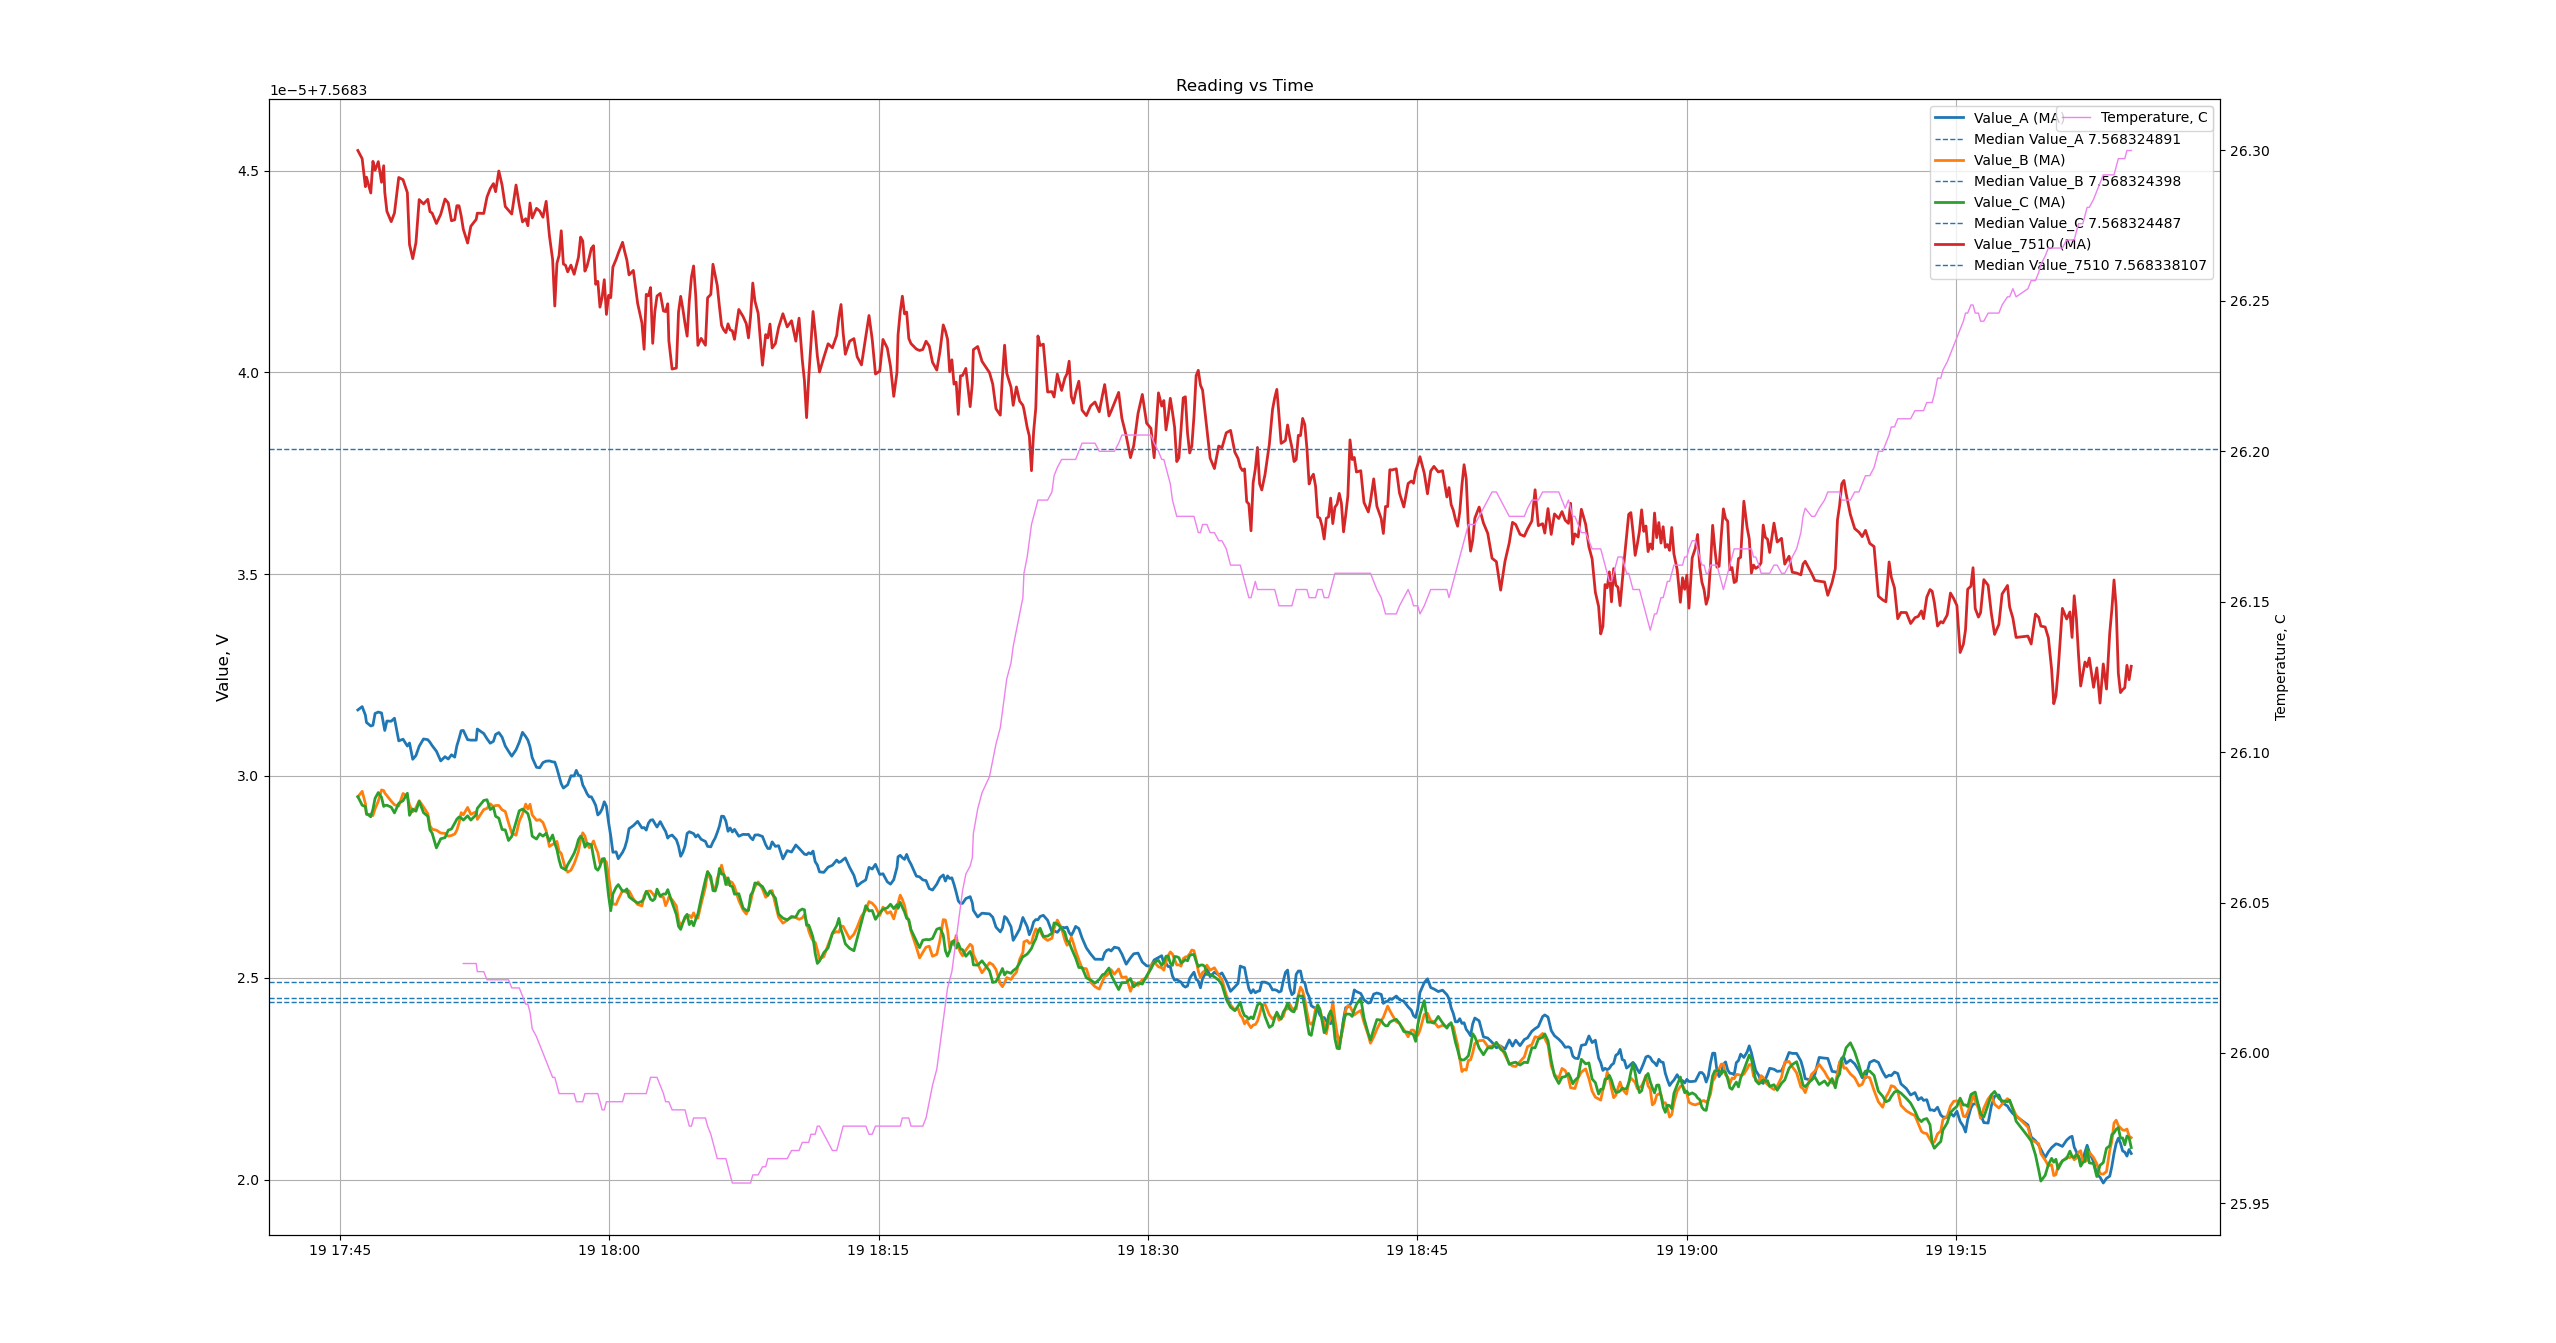 Reading vs Time
1e−5+7.5683
4.5
4.0
3.5
3.0
2.5
2.0
Value, V
Value_A (MA)
Median Value_A 7.568324891
Value_B (MA)
Median Value_B 7.568324398
Value_C (MA)
Median Value_C 7.568324487
Value_7510 (MA)
Median Value_7510 7.568338107
Temperature, C
26.30
26.25
26.20
26.15
26.10
26.05
26.00
25.95
Temperature, C
19 17:45
19 18:00
19 18:15
19 18:30
19 18:45
19 19:00
19 19:15